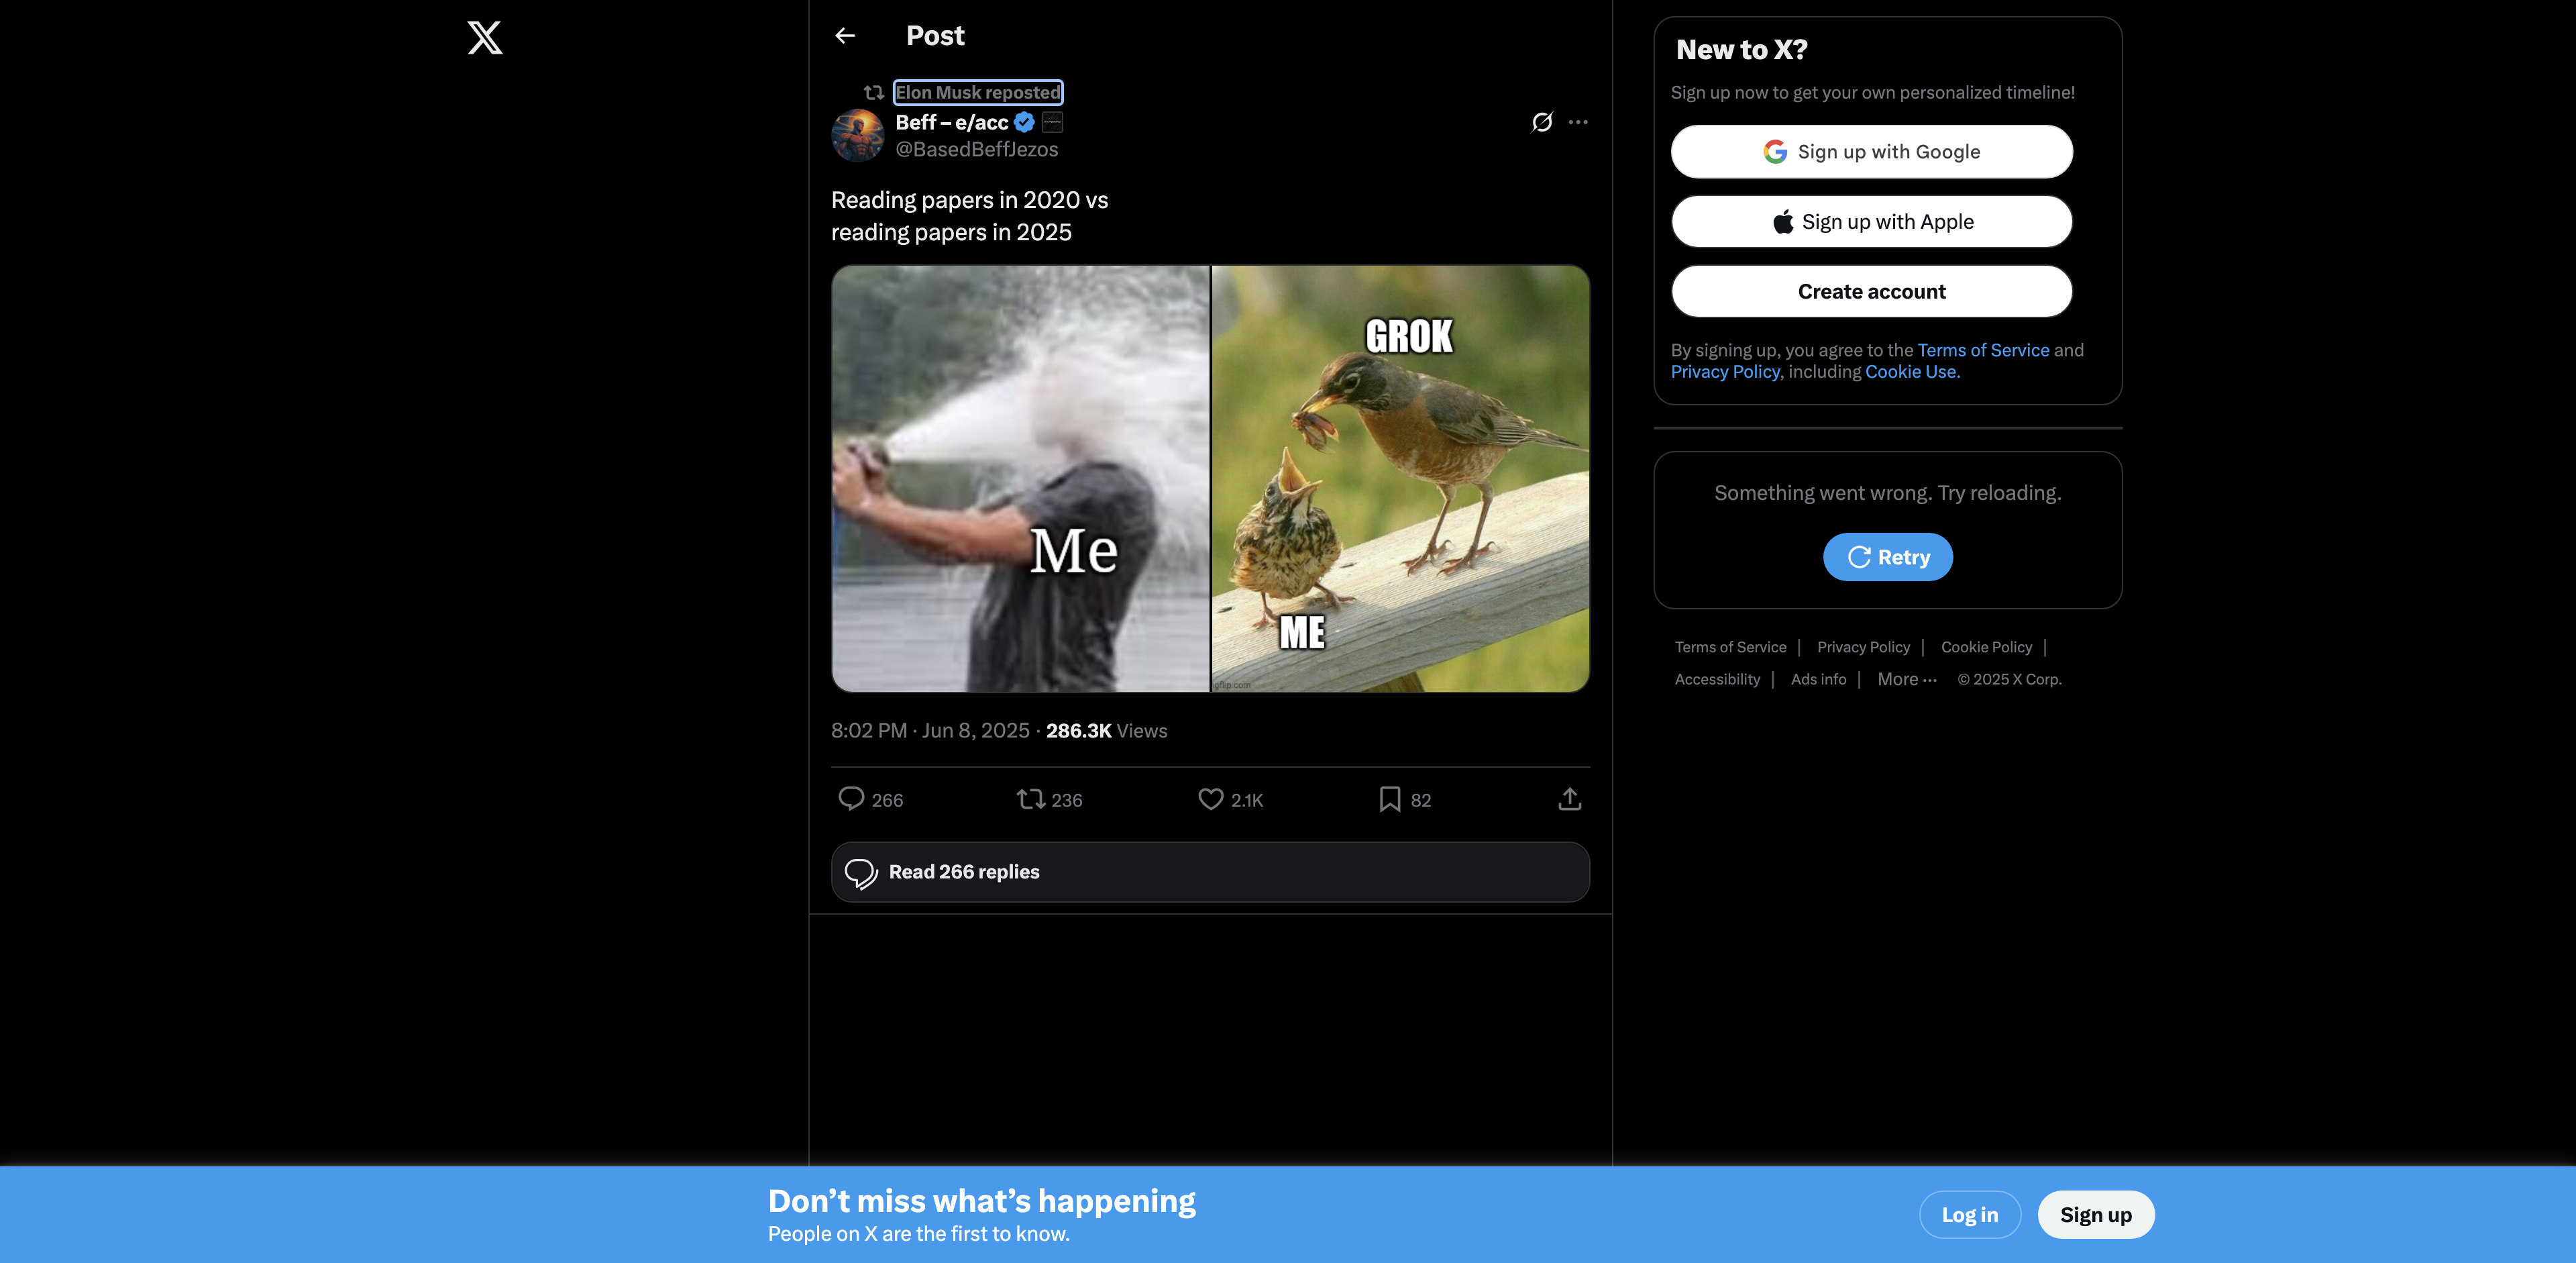 Post
Elon Musk reposted
Beff – e/acc
@BasedBeffJezos
Reading papers in 2020 vs
reading papers in 2025
Me
GROK
ME
imgflip.com
8:02 PM · Jun 8, 2025 · 286.3K Views
266
236
2.1K
82
Read 266 replies
New to X?
Sign up now to get your own personalized timeline!
Sign up with Google
Sign up with Apple
Create account
By signing up, you agree to the Terms of Service and
Privacy Policy, including Cookie Use.
Something went wrong. Try reloading.
Retry
Terms of Service | Privacy Policy | Cookie Policy |
Accessibility | Ads info | More ··· © 2025 X Corp.
Don’t miss what’s happening
People on X are the first to know.
Log in
Sign up